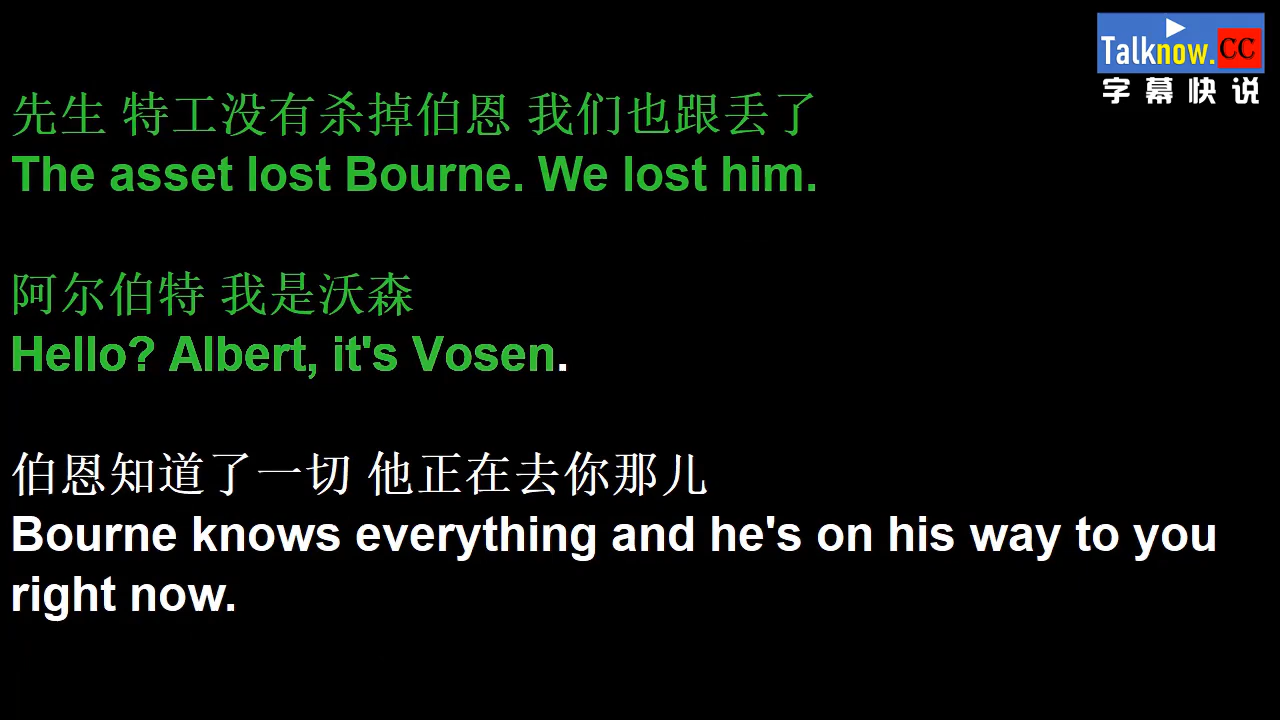 Talknow.CC
字幕快说
先生 特工没有杀掉伯恩 我们也跟丢了
The asset lost Bourne. We lost him.
阿尔伯特 我是沃森
Hello? Albert, it's Vosen.
伯恩知道了一切 他正在去你那儿
Bourne knows everything and he's on his way to you
right now.